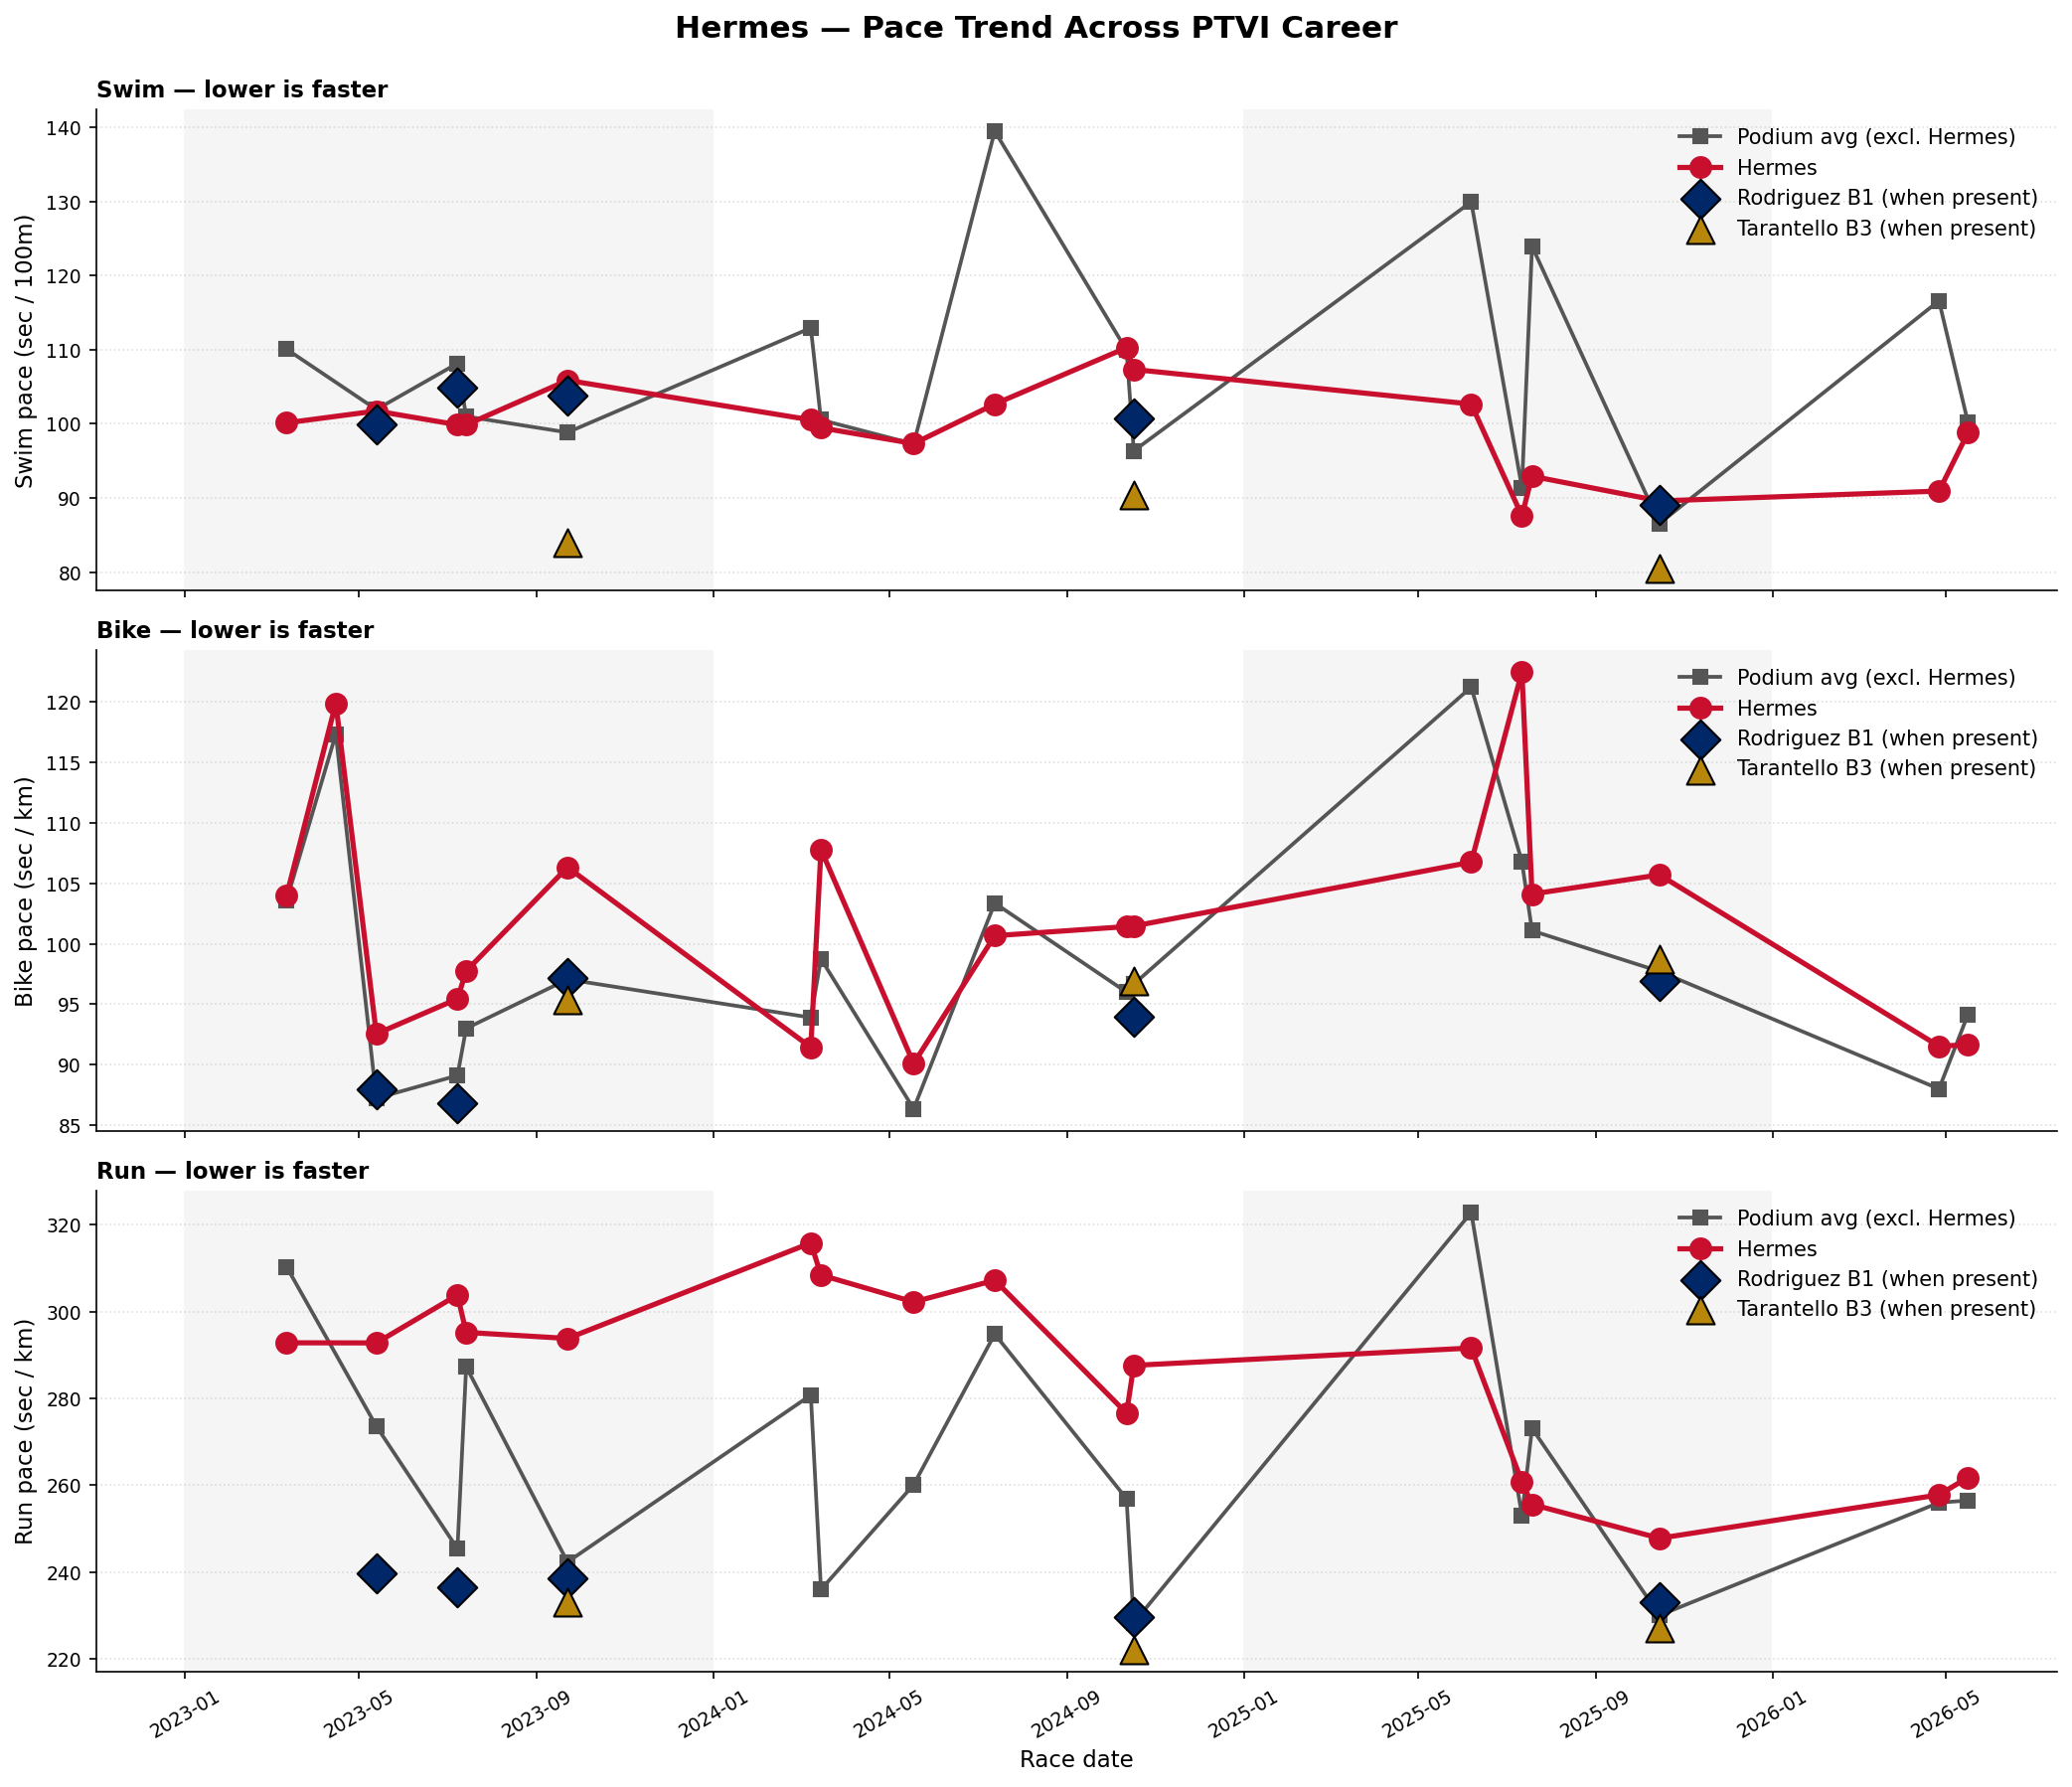 Hermes — Pace Trend Across PTVI Career
Swim — lower is faster
Swim pace (sec / 100m)
140
130
120
110
100
90
80
Podium avg (excl. Hermes)
Hermes
Rodriguez B1 (when present)
Tarantello B3 (when present)
Bike — lower is faster
Bike pace (sec / km)
120
115
110
105
100
95
90
85
Podium avg (excl. Hermes)
Hermes
Rodriguez B1 (when present)
Tarantello B3 (when present)
Run — lower is faster
Run pace (sec / km)
320
300
280
260
240
220
Podium avg (excl. Hermes)
Hermes
Rodriguez B1 (when present)
Tarantello B3 (when present)
2023-01
2023-05
2023-09
2024-01
2024-05
2024-09
2025-01
2025-05
2025-09
2026-01
2026-05
Race date